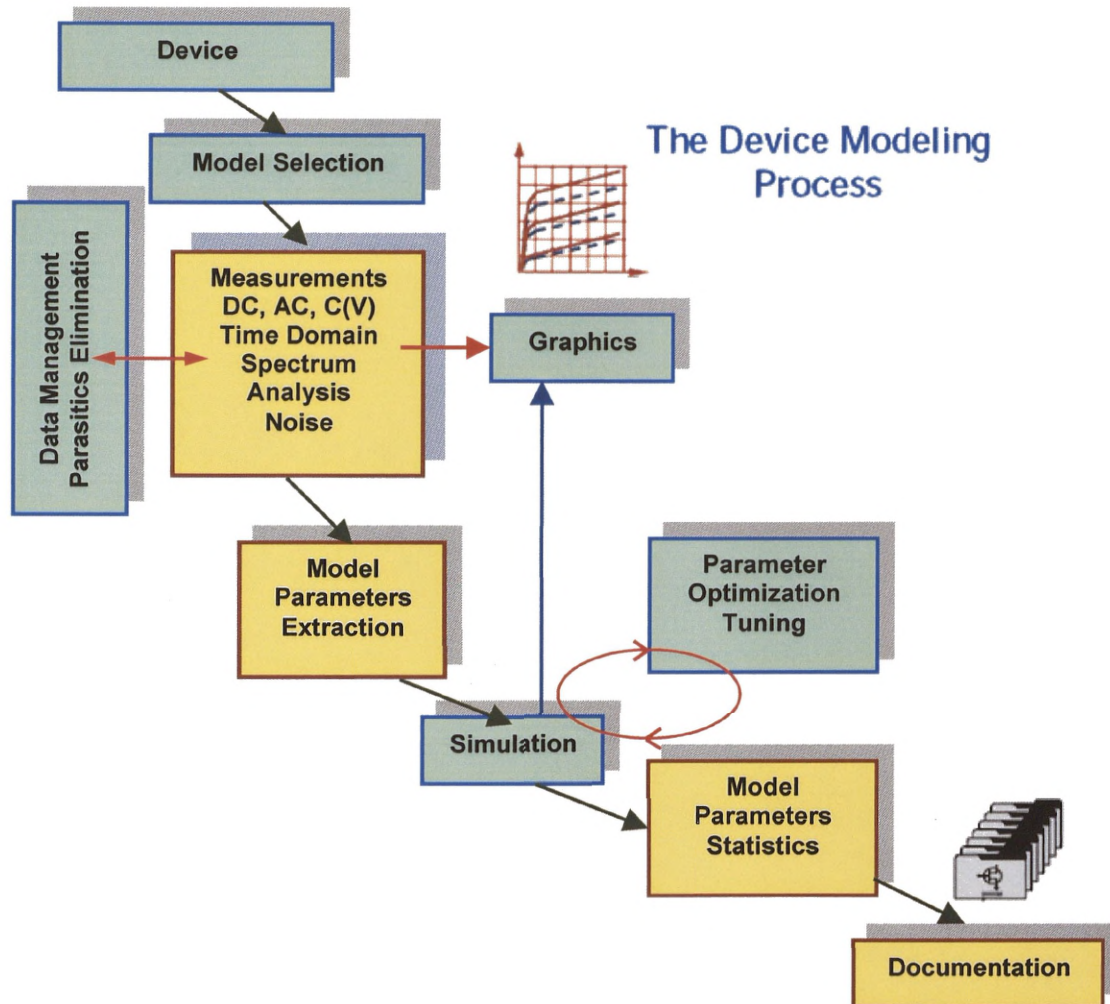 Device
The Device Modeling
Process
Model Selection
Data Management
Parasitics Elimination
Measurements
DC, AC, C(V)
Time Domain
Spectrum
Analysis
Noise
Graphics
Model
Parameters
Extraction
Parameter
Optimization
Tuning
Simulation
Model
Parameters
Statistics
Documentation